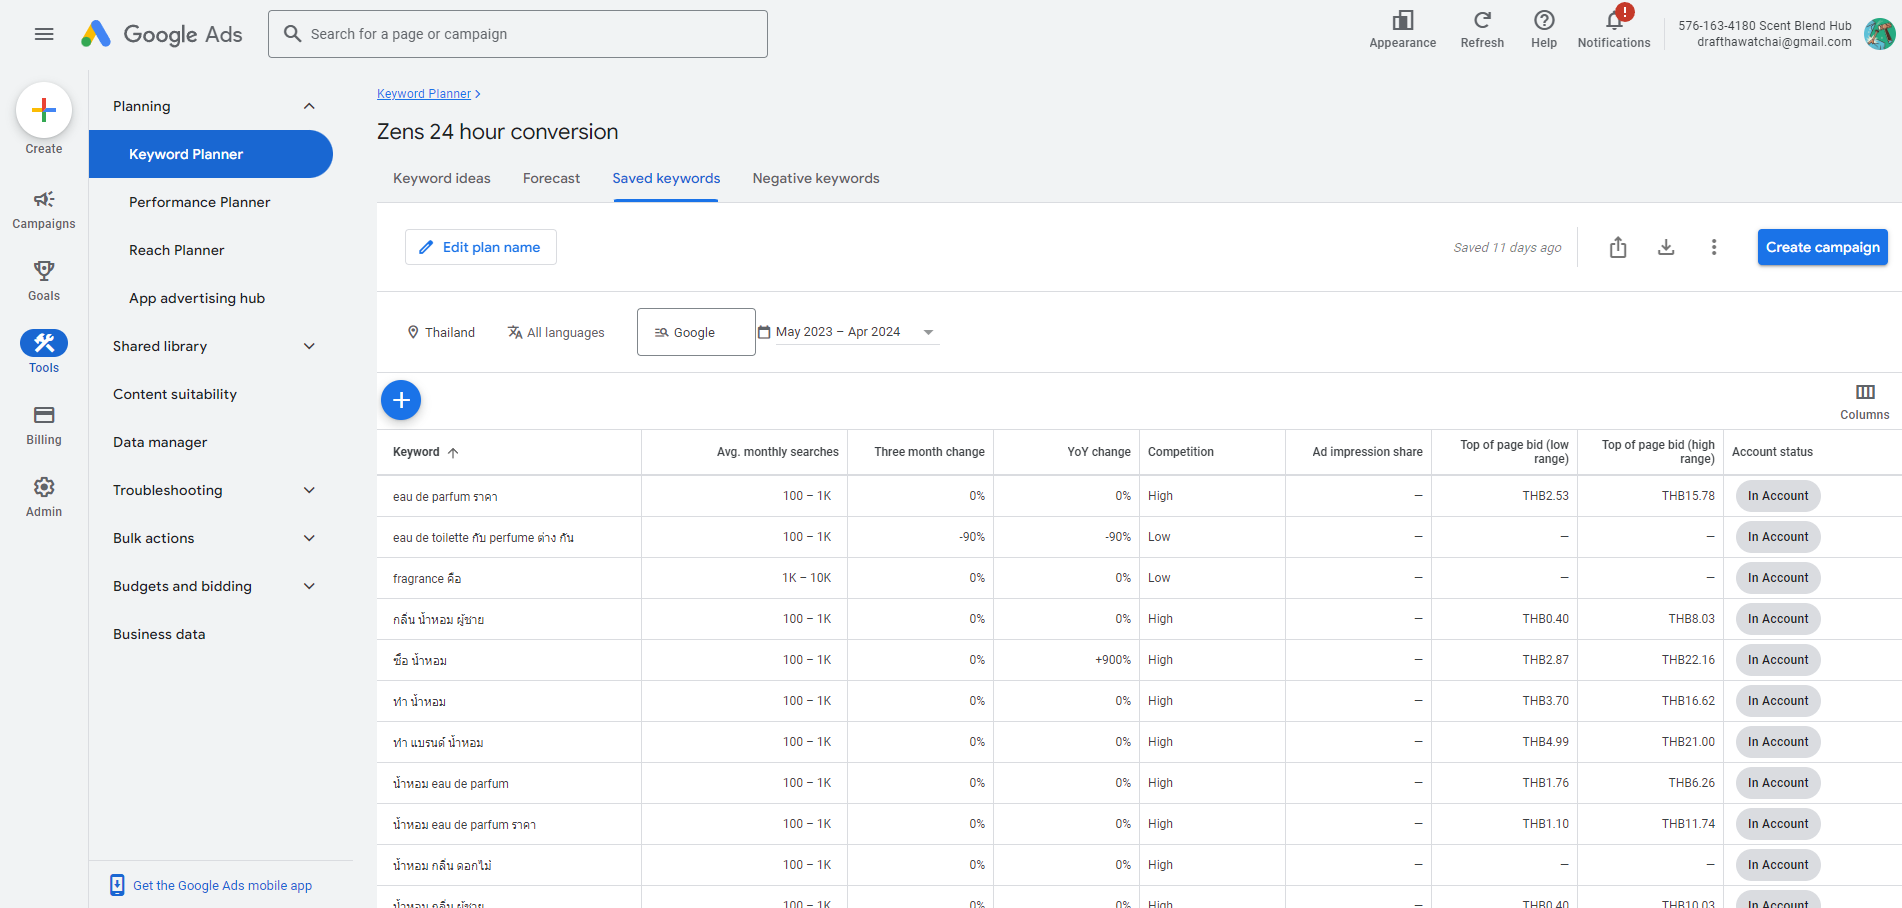 Google Ads
Search for a page or campaign
Appearance
Refresh
Help
!
Notifications
576-163-4180 Scent Blend Hub
drafthawatchai@gmail.com
Create
Campaigns
Goals
Tools
Billing
Admin
Planning
Keyword Planner
Performance Planner
Reach Planner
App advertising hub
Shared library
Content suitability
Data manager
Troubleshooting
Bulk actions
Budgets and bidding
Business data
Get the Google Ads mobile app
Keyword Planner
Zens 24 hour conversion
Keyword ideas Forecast Saved keywords Negative keywords
Edit plan name
Saved 11 days ago
Create campaign
Thailand All languages Google May 2023 – Apr 2024
Columns
Keyword Avg. monthly searches Three month change YoY change Competition Ad impression share Top of page bid (low range) Top of page bid (high range) Account status
eau de parfum ราคา 100 – 1K 0% 0% High — THB2.53 THB15.78 In Account
eau de toilette กับ perfume ต่าง กัน 100 – 1K -90% -90% Low — — — In Account
fragrance คือ 1K – 10K 0% 0% Low — — — In Account
กลิ่น น้ําหอม ผู้ชาย 100 – 1K 0% 0% High — THB0.40 THB8.03 In Account
ซื้อ น้ําหอม 100 – 1K 0% +900% High — THB2.87 THB22.16 In Account
ทํา น้ําหอม 100 – 1K 0% 0% High — THB3.70 THB16.62 In Account
ทํา แบรนด์ น้ําหอม 100 – 1K 0% 0% High — THB4.99 THB21.00 In Account
น้ําหอม eau de parfum 100 – 1K 0% 0% High — THB1.76 THB6.26 In Account
น้ําหอม eau de parfum ราคา 100 – 1K 0% 0% High — THB1.10 THB11.74 In Account
น้ําหอม กลิ่น ดอกไม้ 100 – 1K 0% 0% High — — — In Account
น้ําหอม กลิ่น ผู้ชาย 100 – 1K 0% 0% High — THB0.40 THB10.03 In Account